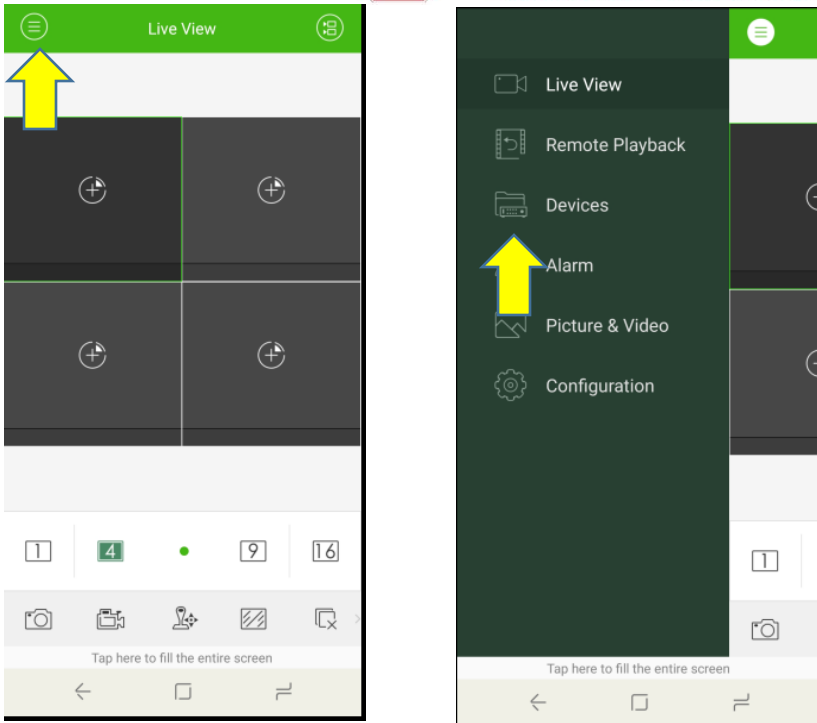 Live View
1
4
9
16
Tap here to fill the entire screen
Live View
Remote Playback
Devices
Alarm
Picture & Video
Configuration
1
Tap here to fill the entire screen